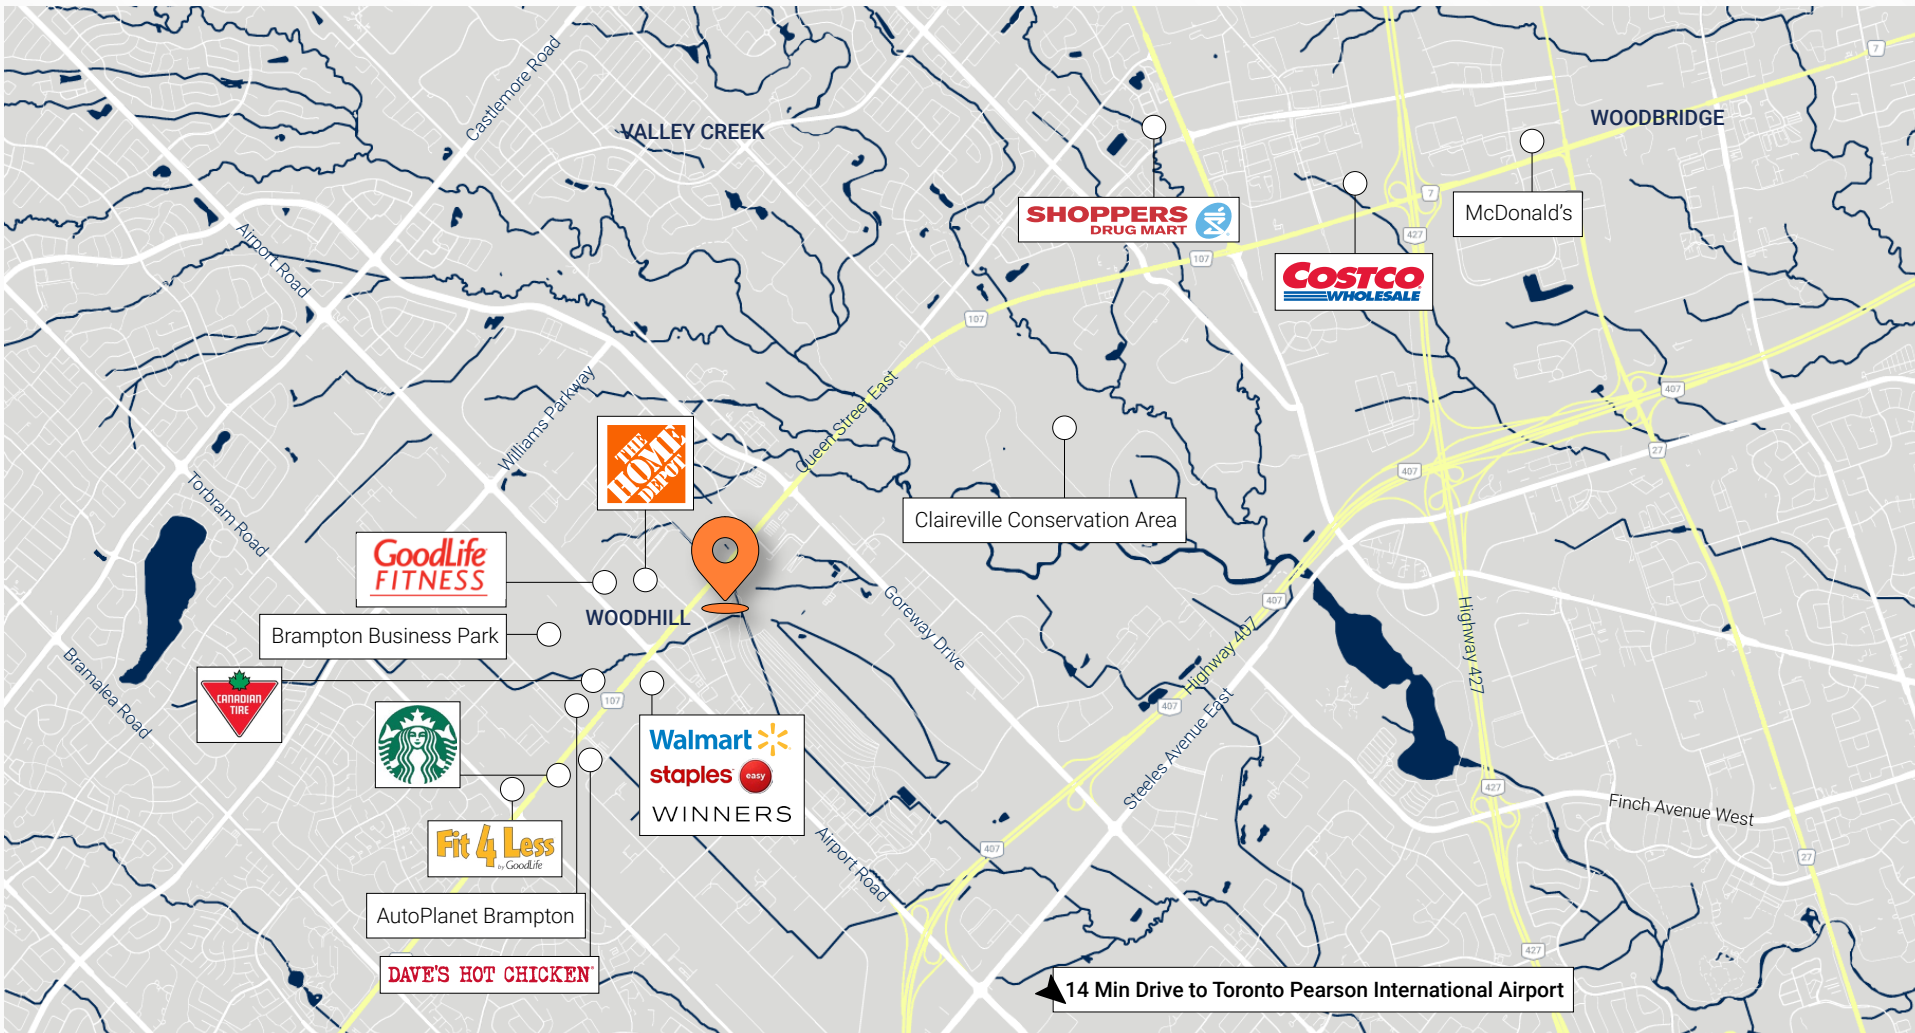 7
Castlemore Road
VALLEY CREEK
WOODBRIDGE
SHOPPERS
DRUG MART
McDonald's
7
427
Airport Road
107
COSTCO
WHOLESALE
107
Williams Parkway
Queen Street East
407
THE
HOME
DEPOT
27
407
Torbram Road
Claireville Conservation Area
GoodLife
FITNESS
WOODHILL
Brampton Business Park
Goreway Drive
407
Highway 407
Highway 427
Bramalea Road
CANADIAN
TIRE
107
407
Steeles Avenue East
Walmart
staples easy
WINNERS
427
Finch Avenue West
Fit 4 Less
by GoodLife
Airport Road
407
27
AutoPlanet Brampton
DAVE'S HOT CHICKEN
427
14 Min Drive to Toronto Pearson International Airport